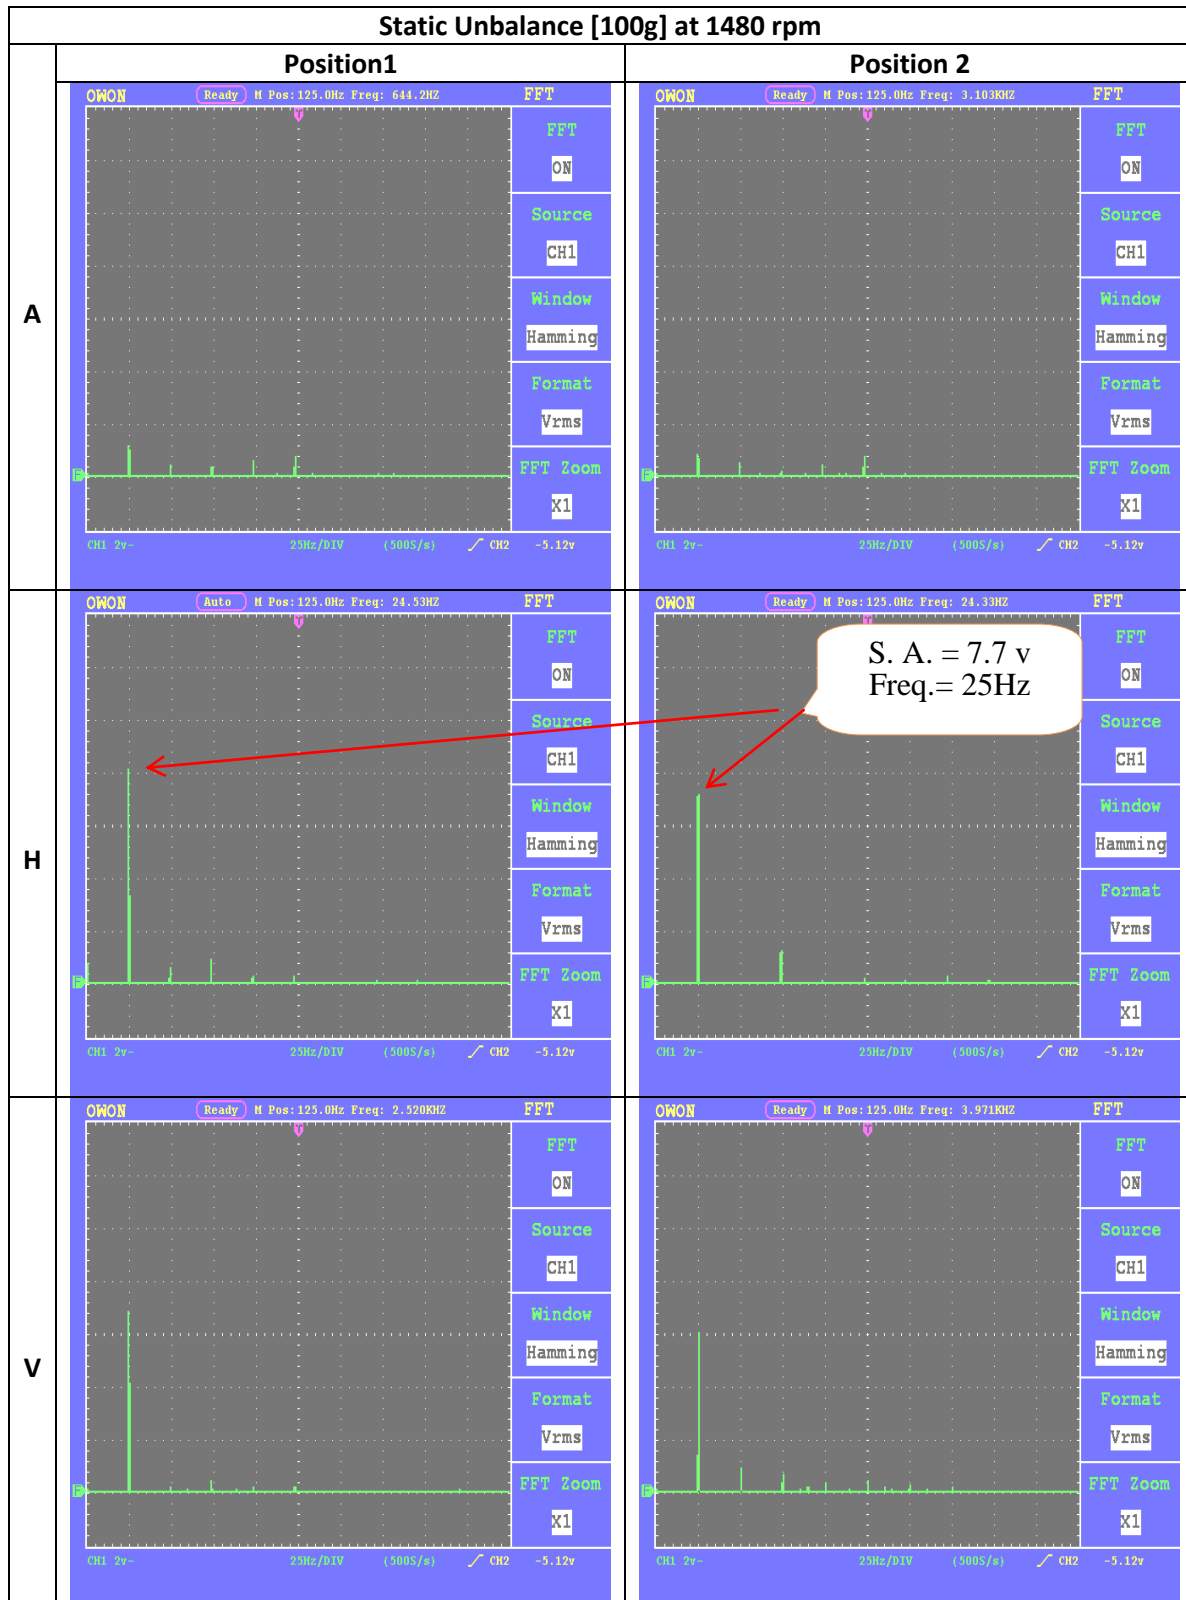 Static Unbalance [100g] at 1480 rpm
Position1
Position 2
A
OWON Ready M Pos:125.0Hz Freq: 644.2HZ FFT
FFT
ON
Source
CH1
Window
Hamming
Format
Vrms
FFT Zoom
X1
CH1 2v~ 25Hz/DIV (500S/s) CH2 -5.12v
OWON Ready M Pos:125.0Hz Freq: 3.103KHZ FFT
FFT
ON
Source
CH1
Window
Hamming
Format
Vrms
FFT Zoom
X1
CH1 2v~ 25Hz/DIV (500S/s) CH2 -5.12v
H
OWON Auto M Pos:125.0Hz Freq: 24.53HZ FFT
FFT
ON
Source
CH1
Window
Hamming
Format
Vrms
FFT Zoom
X1
CH1 2v~ 25Hz/DIV (500S/s) CH2 -5.12v
OWON Ready M Pos:125.0Hz Freq: 24.33HZ FFT
S. A. = 7.7 v
Freq.= 25Hz
FFT
ON
Source
CH1
Window
Hamming
Format
Vrms
FFT Zoom
X1
CH1 2v~ 25Hz/DIV (500S/s) CH2 -5.12v
V
OWON Ready M Pos:125.0Hz Freq: 2.520KHZ FFT
FFT
ON
Source
CH1
Window
Hamming
Format
Vrms
FFT Zoom
X1
CH1 2v~ 25Hz/DIV (500S/s) CH2 -5.12v
OWON Ready M Pos:125.0Hz Freq: 3.971KHZ FFT
FFT
ON
Source
CH1
Window
Hamming
Format
Vrms
FFT Zoom
X1
CH1 2v~ 25Hz/DIV (500S/s) CH2 -5.12v